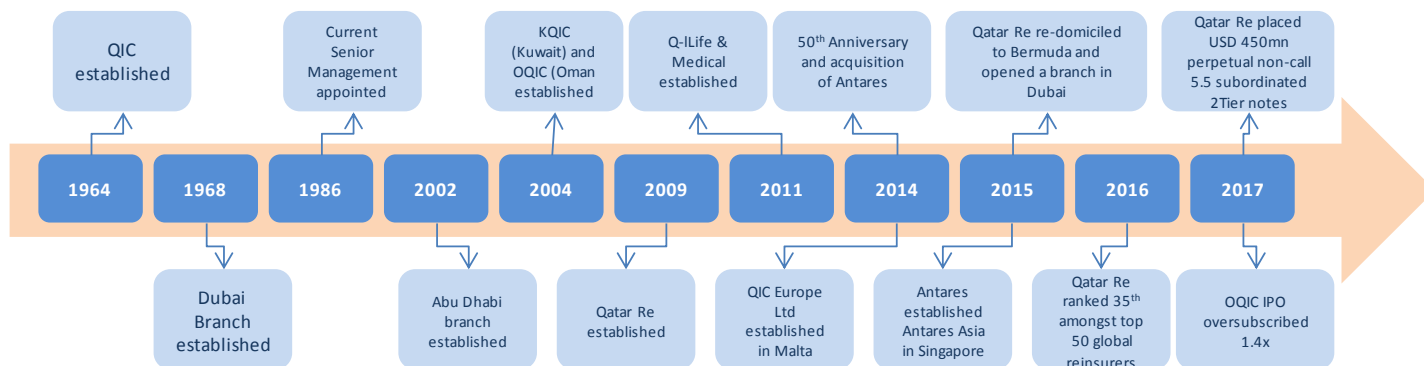 QIC
established
Current
Senior
Management
appointed
KQIC
(Kuwait) and
OQIC (Oman
established
Q-lLife &
Medical
established
50th Anniversary
and acquisition
of Antares
Qatar Re re-domiciled
to Bermuda and
opened a branch in
Dubai
Qatar Re placed
USD 450mn
perpetual non-call
5.5 subordinated
2Tier notes
1964
1968
1986
2002
2004
2009
2011
2014
2015
2016
2017
Dubai
Branch
established
Abu Dhabi
branch
established
Qatar Re
established
QIC Europe
Ltd
established
in Malta
Antares
established
Antares Asia
in Singapore
Qatar Re
ranked 35th
amongst top
50 global
reinsurers
OQIC IPO
oversubscribed
1.4x